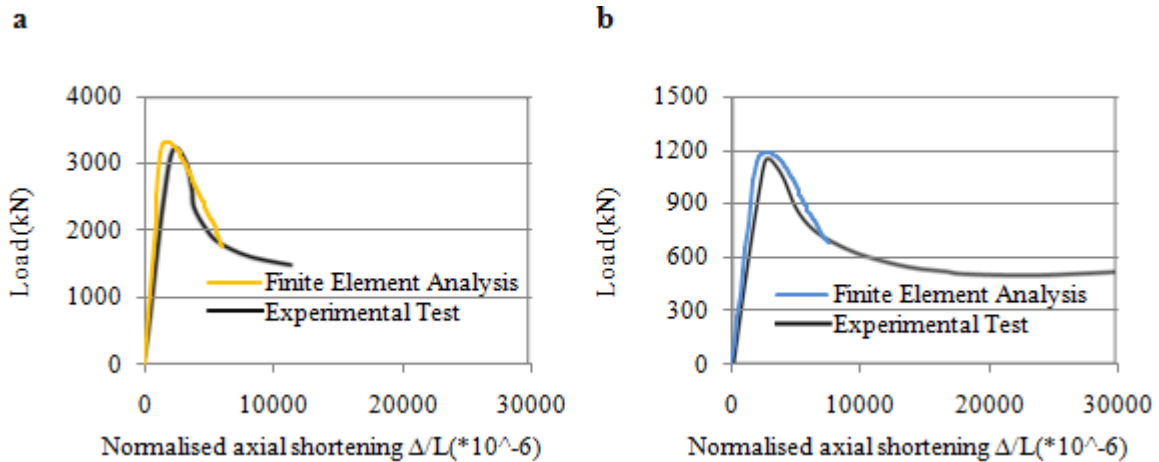 a
4000
3000
2000
1000
0
Load(kN)
Finite Element Analysis
Experimental Test
0 10000 20000 30000
Normalised axial shortening Δ/L(*10^-6)
b
1500
1200
900
600
300
0
Load(kN)
Finite Element Analysis
Experimental Test
0 10000 20000 30000
Normalised axial shortening Δ/L(*10^-6)